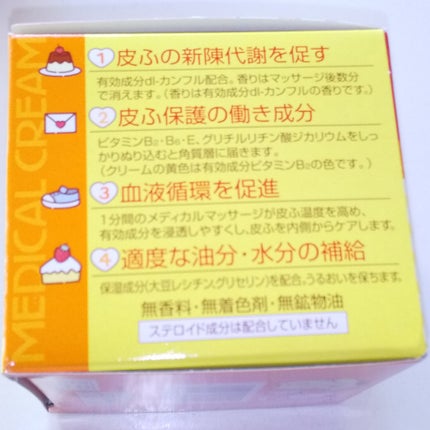 MEDICAL CREAM
1 皮ふの新陳代謝を促す
有効成分dl-カンフル配合。香りはマッサージ後数分
で消えます。(香りは有効成分dl-カンフルの香りです。)
2 皮ふ保護の働き成分
ビタミンB2・B6・E、グリチルリチン酸ジカリウムをしっ
かりぬり込むと角質層に届きます。
(クリームの黄色は有効成分ビタミンB2の色です。)
3 血液循環を促進
1分間のメディカルマッサージが皮ふ温度を高め、
有効成分を浸透しやすくし、皮ふを内側からケアします。
4 適度な油分・水分の補給
保湿成分(大豆レシチン、グリセリン)を配合。うるおいを保ちます。
無香料・無着色剤・無鉱物油
ステロイド成分は配合していません